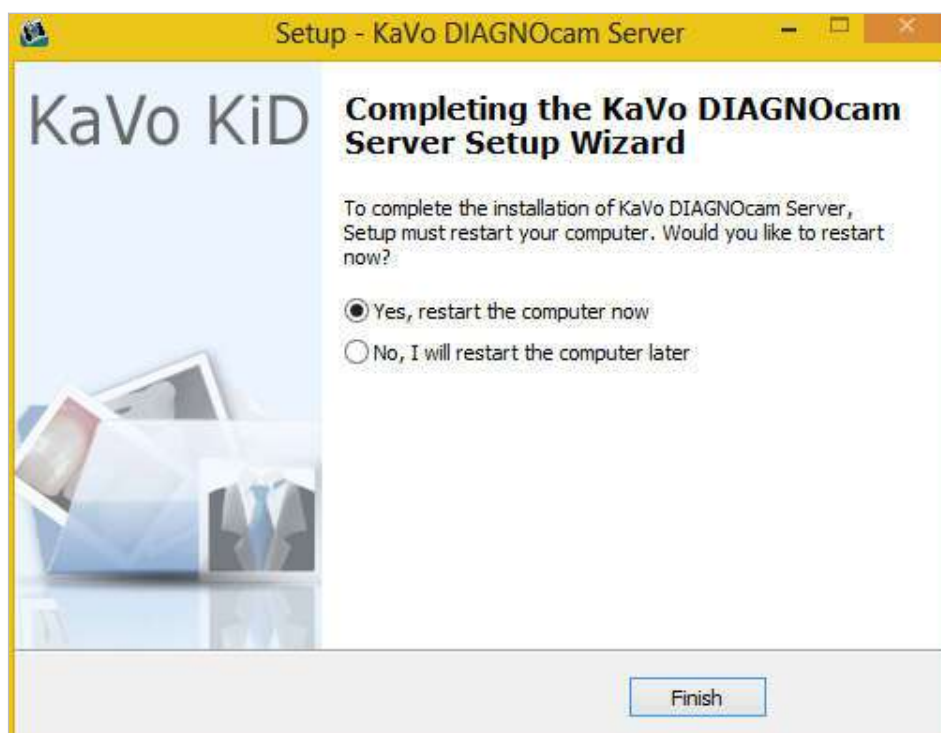 Setup - KaVo DIAGNOcam Server
KaVo KiD
Completing the KaVo DIAGNOcam
Server Setup Wizard
To complete the installation of KaVo DIAGNOcam Server,
Setup must restart your computer. Would you like to restart
now?
Yes, restart the computer now
No, I will restart the computer later
Finish